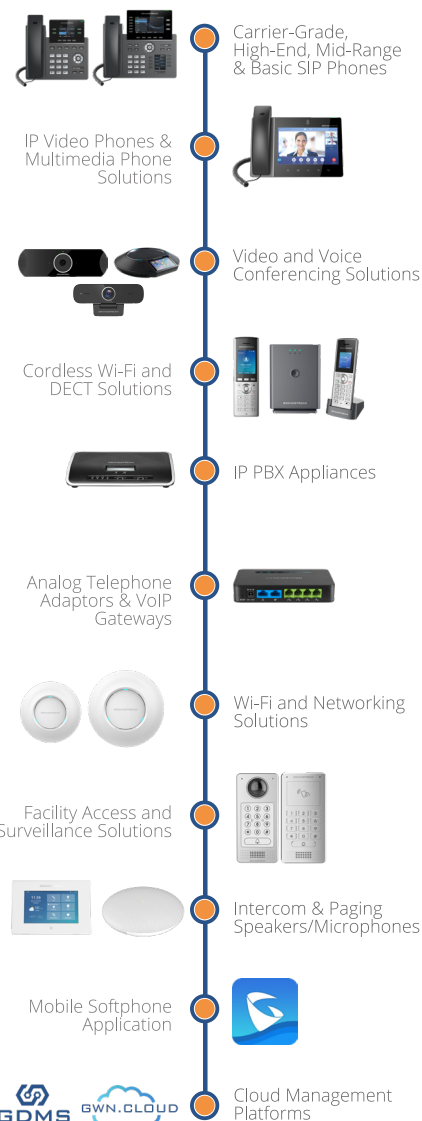 Carrier-Grade,
High-End, Mid-Range
& Basic SIP Phones
IP Video Phones &
Multimedia Phone
Solutions
Video and Voice
Conferencing Solutions
Cordless Wi-Fi and
DECT Solutions
IP PBX Appliances
Analog Telephone
Adaptors & VoIP
Gateways
Wi-Fi and Networking
Solutions
Facility Access and
Surveillance Solutions
Intercom & Paging
Speakers/Microphones
Mobile Softphone
Application
GDMS
GWN.CLOUD
Cloud Management
Platforms